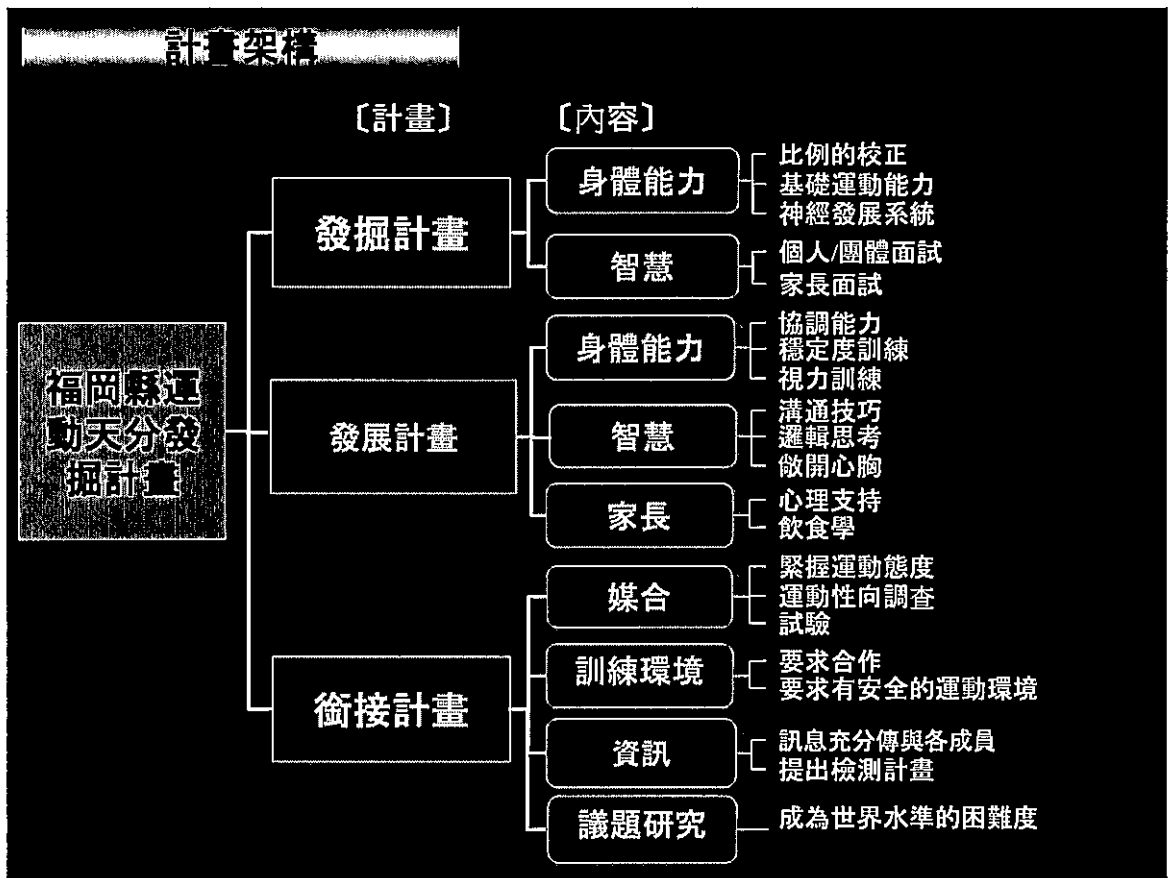 計畫架構
〔計畫〕
〔內容〕
福岡縣運
動天分發
掘計畫
發掘計畫
身體能力
比例的校正
基礎運動能力
神經發展系統
智慧
個人/團體面試
家長面試
發展計畫
身體能力
協調能力
穩定度訓練
視力訓練
智慧
溝通技巧
邏輯思考
敞開心胸
家長
心理支持
飲食學
銜接計畫
媒合
緊握運動態度
運動性向調查
試驗
訓練環境
要求合作
要求有安全的運動環境
資訊
訊息充分傳與各成員
提出檢測計畫
議題研究
成為世界水準的困難度